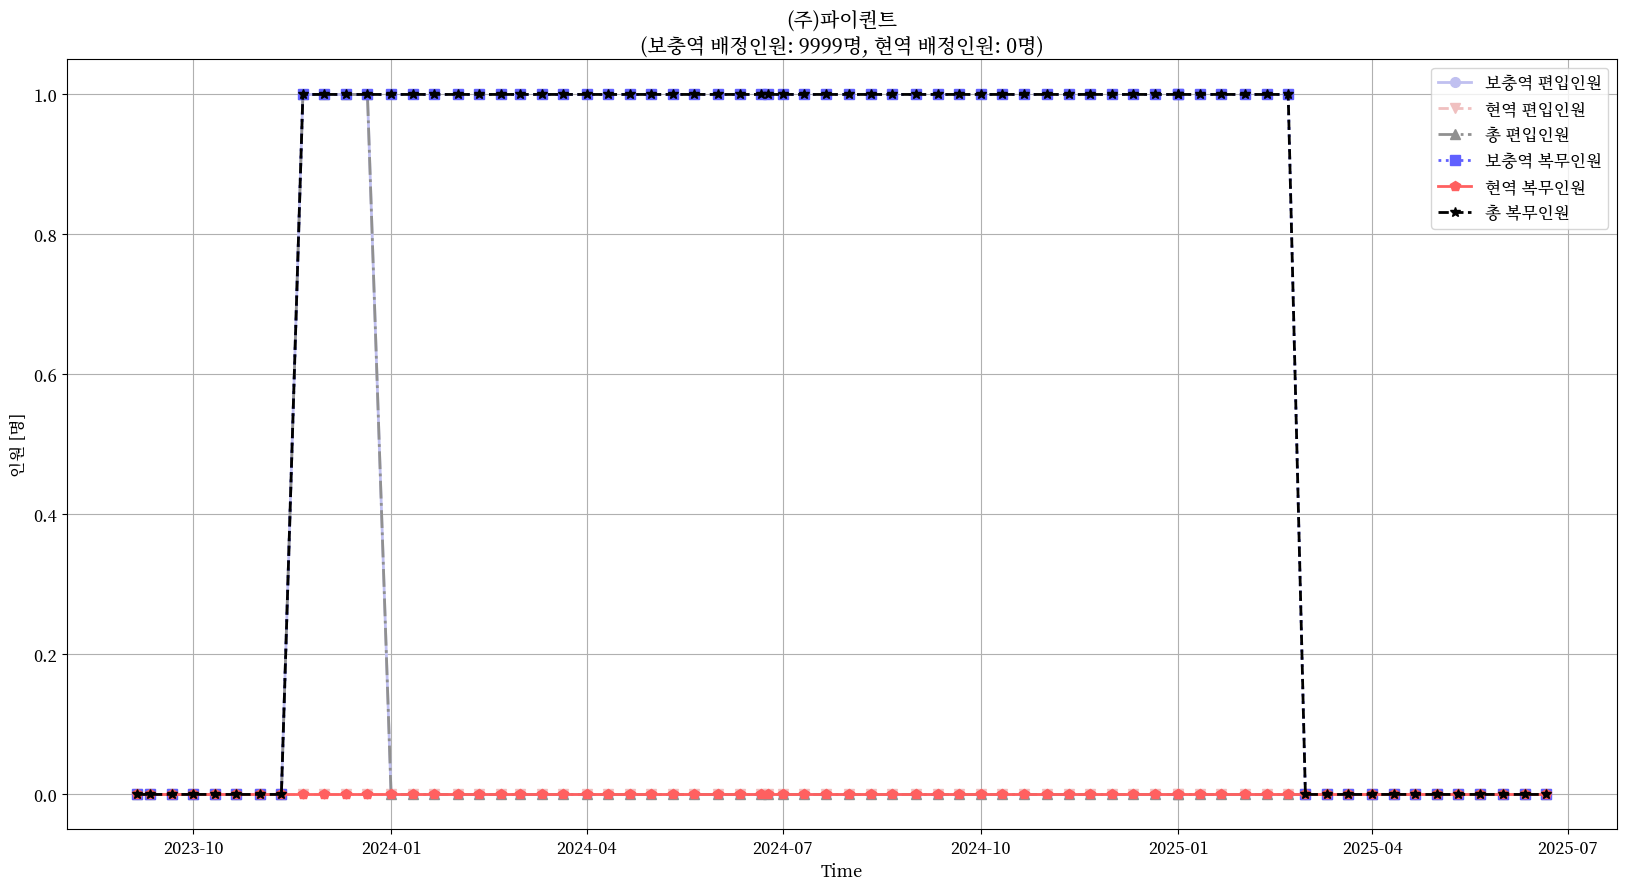 (주)파이퀀트
(보충역 배정인원: 9999명, 현역 배정인원: 0명)
1.0
0.8
0.6
0.4
0.2
0.0
인원 [명]
보충역 편입인원
현역 편입인원
총 편입인원
보충역 복무인원
현역 복무인원
총 복무인원
2023-10
2024-01
2024-04
2024-07
2024-10
2025-01
2025-04
2025-07
Time